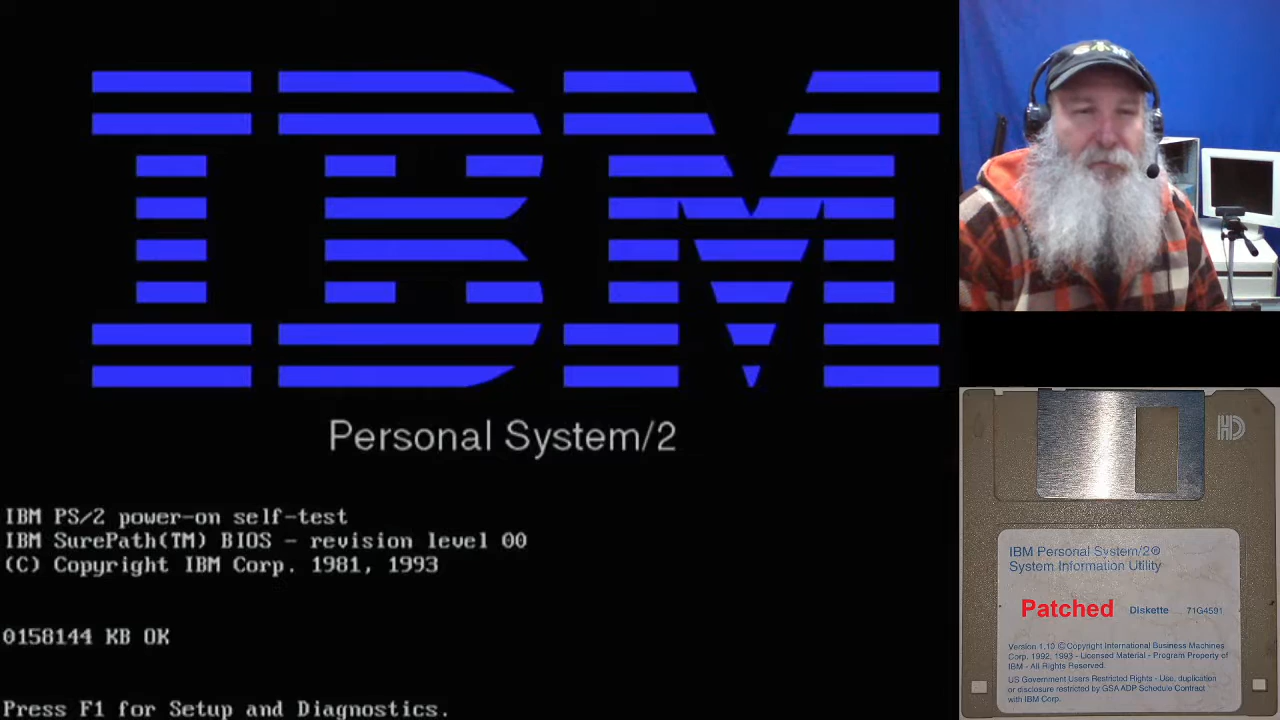 IBM
Personal System/2
IBM PS/2 power-on self-test
IBM SurePath(TM) BIOS - revision level 00
(C) Copyright IBM Corp. 1981, 1993
0158144 KB OK
Press F1 for Setup and Diagnostics.
HD
IBM Personal System/2®
System Information Utility
Patched Diskette 71G4591
Version 1.10 © Copyright International Business Machines
Corp. 1992, 1993 - Licensed Material - Program Property of
IBM - All Rights Reserved.
US Government Users Restricted Rights - Use, duplication
or disclosure restricted by GSA ADP Schedule Contract
with IBM Corp.